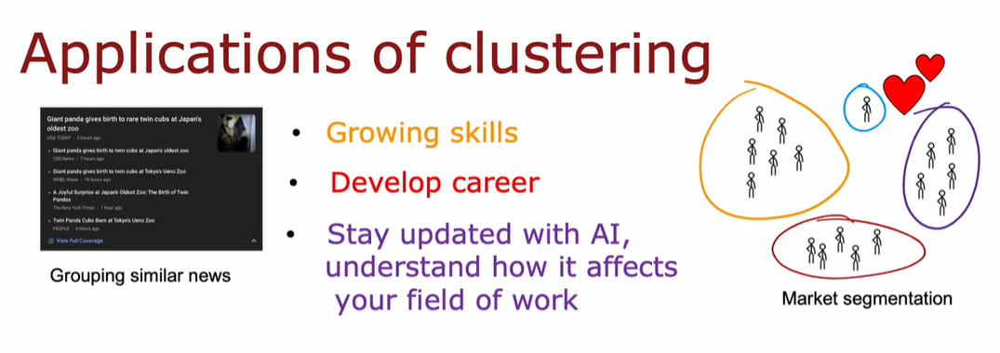 Applications of clustering
Giant panda gives birth to rare twin cubs at Japan's
oldest zoo
USA TODAY · 6 hours ago
• Giant panda gives birth to twin cubs at Japan's oldest zoo
CBS News · 7 hours ago
• Giant panda gives birth to twin cubs at Tokyo's Ueno Zoo
WHBL News · 16 hours ago
• A Joyful Surprise at Japan's Oldest Zoo: The Birth of Twin
Pandas
The New York Times · 1 hour ago
• Twin Panda Cubs Born at Tokyo's Ueno Zoo
PEOPLE · 6 hours ago
View Full Coverage
Grouping similar news
• Growing skills
• Develop career
• Stay updated with AI,
understand how it affects
your field of work
Market segmentation